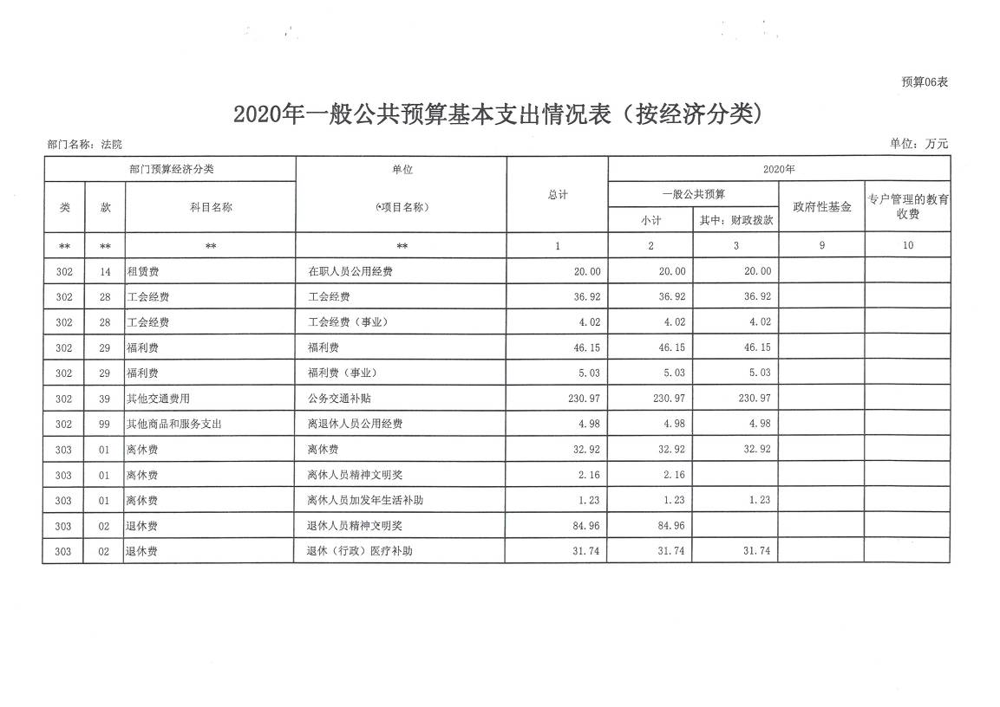 预算06表
2020年一般公共预算基本支出情况表（按经济分类）
部门名称：法院 单位：万元
部门预算经济分类 单位 总计 2020年
类 款 科目名称 （*项目名称） 一般公共预算 政府性基金 专户管理的教育收费
小计 其中：财政拨款
** ** ** ** 1 2 3 9 10
302 14 租赁费 在职人员公用经费 20.00 20.00 20.00
302 28 工会经费 工会经费 36.92 36.92 36.92
302 28 工会经费 工会经费（事业） 4.02 4.02 4.02
302 29 福利费 福利费 46.15 46.15 46.15
302 29 福利费 福利费（事业） 5.03 5.03 5.03
302 39 其他交通费用 公务交通补贴 230.97 230.97 230.97
302 99 其他商品和服务支出 离退休人员公用经费 4.98 4.98 4.98
303 01 离休费 离休费 32.92 32.92 32.92
303 01 离休费 离休人员精神文明奖 2.16 2.16
303 01 离休费 离休人员加发年生活补助 1.23 1.23 1.23
303 02 退休费 退休人员精神文明奖 84.96 84.96
303 02 退休费 退休（行政）医疗补助 31.74 31.74 31.74